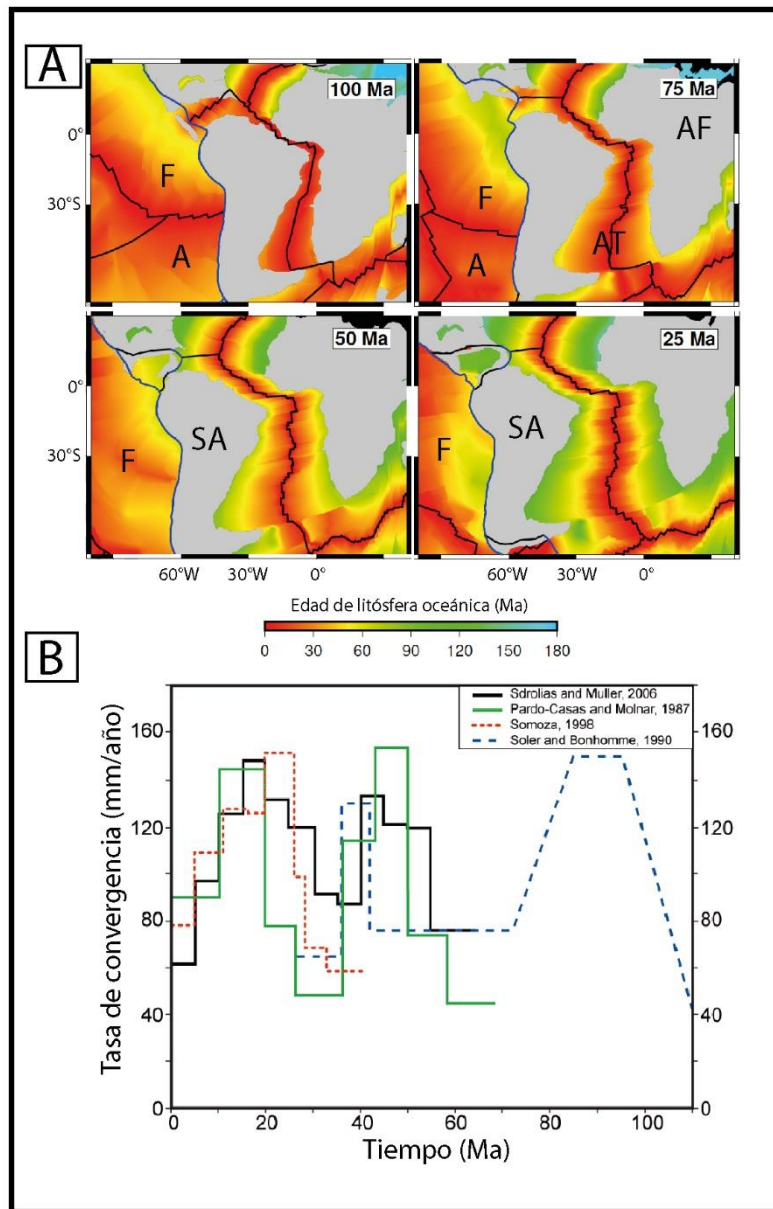 A
100 Ma
75 Ma
0°
30°S
F
A
F
A
AT
AF
50 Ma
25 Ma
0°
30°S
F
SA
F
SA
60°W
30°W
0°
60°W
30°W
0°
Edad de litósfera oceánica (Ma)
0
30
60
90
120
150
180
B
Sdrolias and Muller, 2006
Pardo-Casas and Molnar, 1987
Somoza, 1998
Soler and Bonhomme, 1990
160
120
80
40
0
Tasa de convergencia (mm/año)
160
120
80
40
0
0
20
40
60
80
100
Tiempo (Ma)